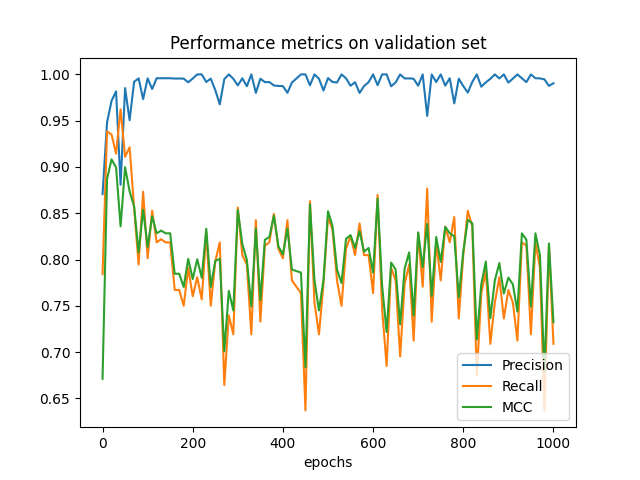 Performance metrics on validation set
1.00
0.95
0.90
0.85
0.80
0.75
0.70
0.65
Precision
Recall
MCC
0 200 400 600 800 1000
epochs